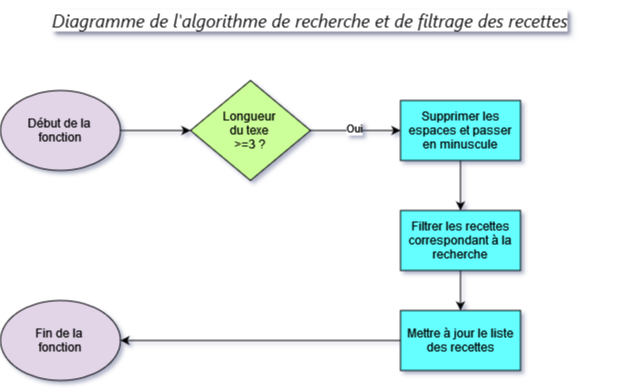 Diagramme de l'algorithme de recherche et de filtrage des recettes
Début de la
fonction
Longueur
du texe
>=3 ?
Oui
Supprimer les
espaces et passer
en minuscule
Filtrer les recettes
correspondant à la
recherche
Mettre à jour le liste
des recettes
Fin de la
fonction